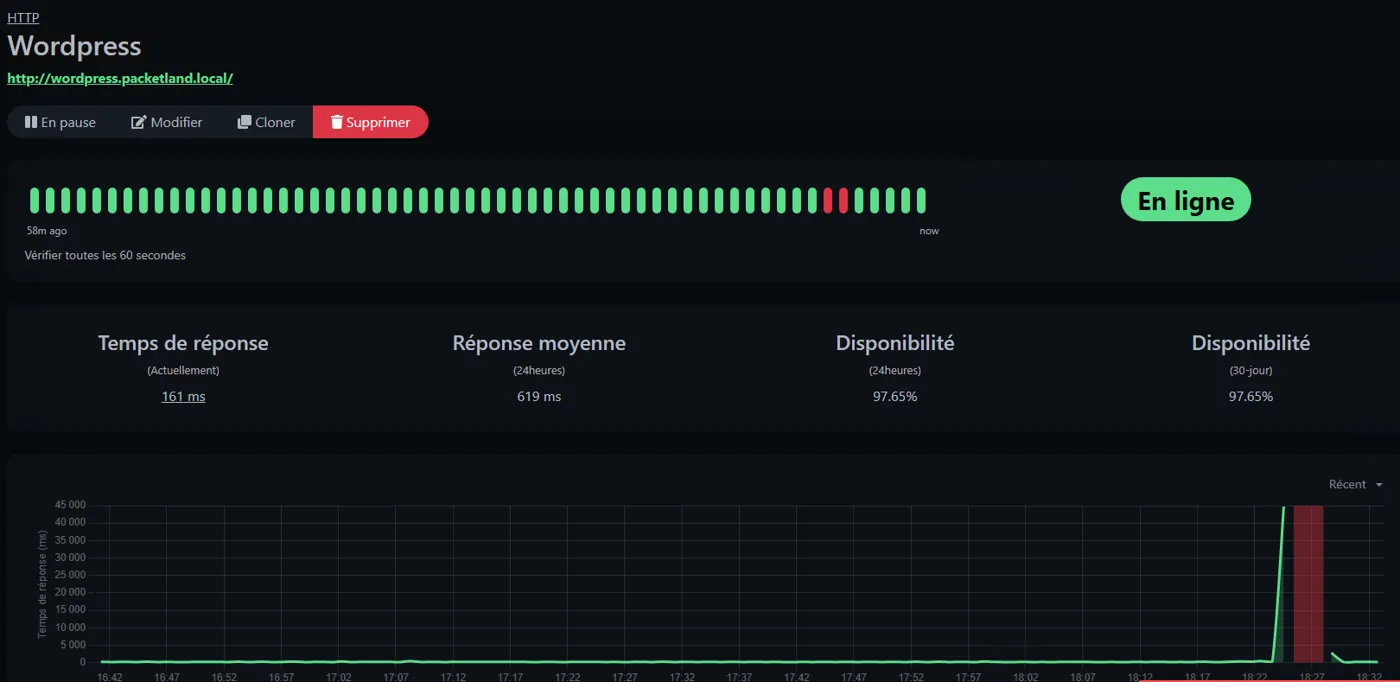 HTTP
Wordpress
http://wordpress.packetland.local/
En pause Modifier Cloner Supprimer
En ligne
58m ago now
Vérifier toutes les 60 secondes
Temps de réponse Réponse moyenne Disponibilité Disponibilité
(Actuellement) (24heures) (24heures) (30-jour)
161 ms 619 ms 97.65% 97.65%
Récent
Temps de réponse (ms)
45 000
40 000
35 000
30 000
25 000
20 000
15 000
10 000
5 000
0
16:42 16:47 16:52 16:57 17:02 17:07 17:12 17:17 17:22 17:27 17:32 17:37 17:42 17:47 17:52 17:57 18:02 18:07 18:12 18:17 18:22 18:27 18:32